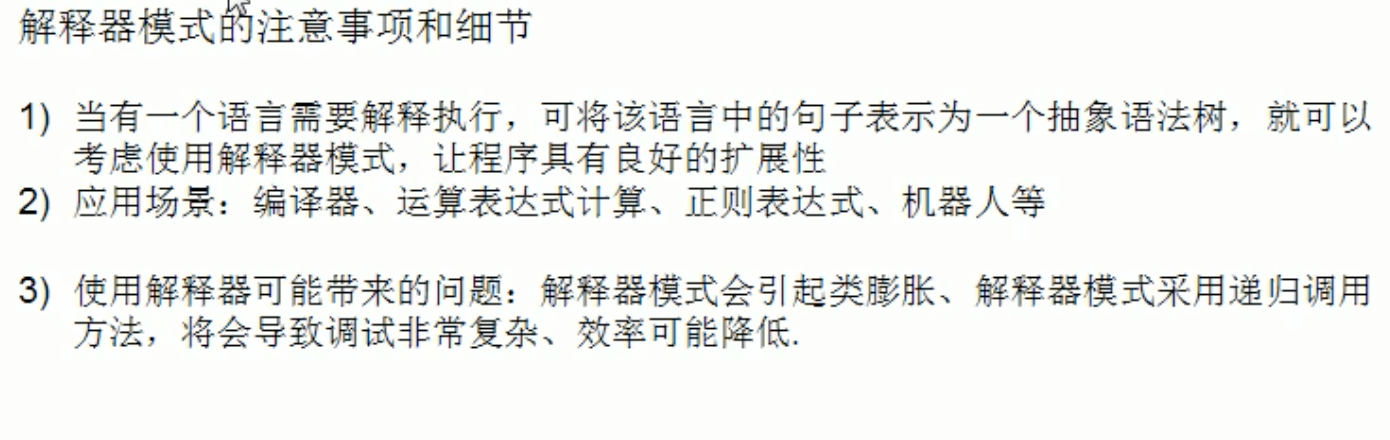 解释器模式的注意事项和细节
1) 当有一个语言需要解释执行，可将该语言中的句子表示为一个抽象语法树，就可以
考虑使用解释器模式，让程序具有良好的扩展性
2) 应用场景：编译器、运算表达式计算、正则表达式、机器人等
3) 使用解释器可能带来的问题：解释器模式会引起类膨胀、解释器模式采用递归调用
方法，将会导致调试非常复杂、效率可能降低.